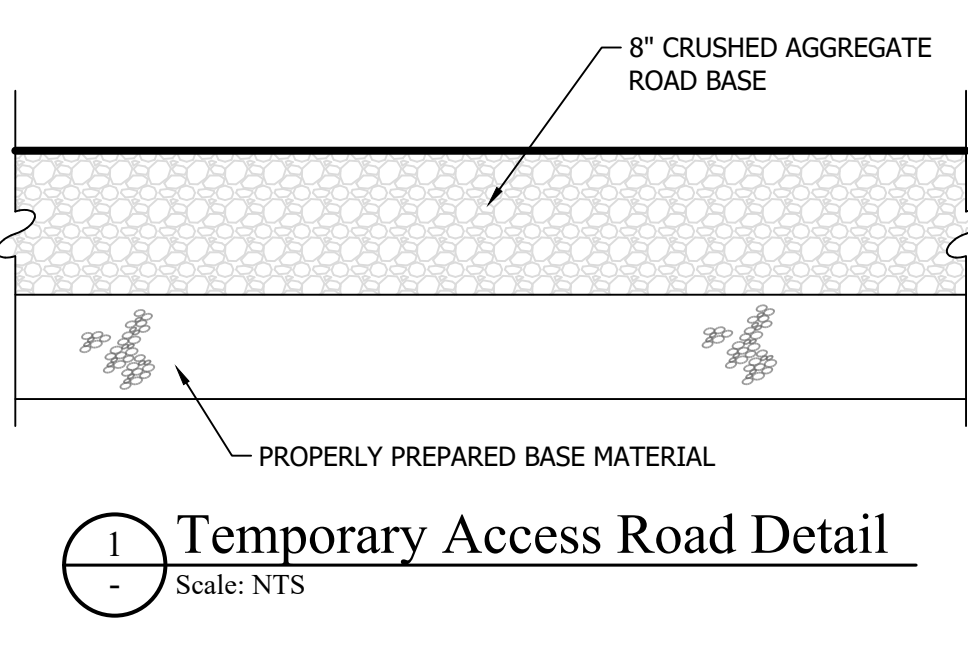 8" CRUSHED AGGREGATE
ROAD BASE
PROPERLY PREPARED BASE MATERIAL
1
-
Temporary Access Road Detail
Scale: NTS